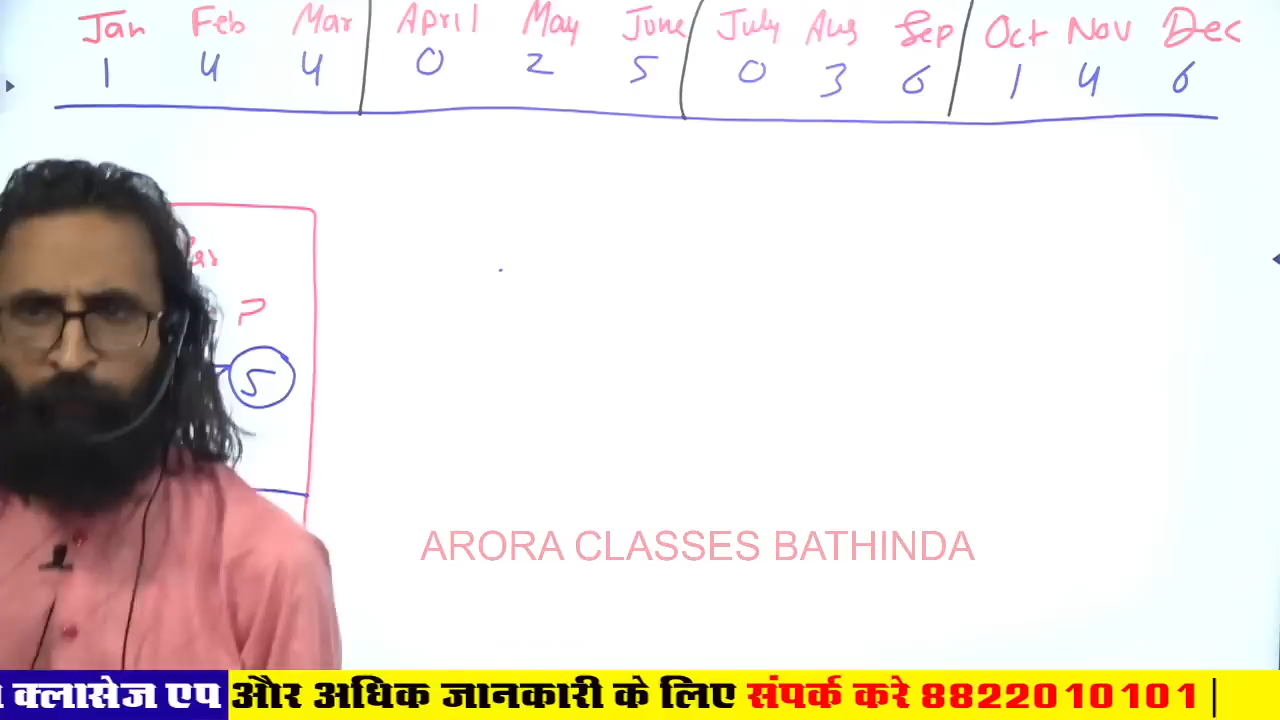 Jan Feb Mar April May June July Aug Sep Oct Nov Dec
1 4 4 0 2 5 0 3 6 1 4 6
P
5
ARORA CLASSES BATHINDA
क्लासेज एप और अधिक जानकारी के लिए संपर्क करे 8822010101